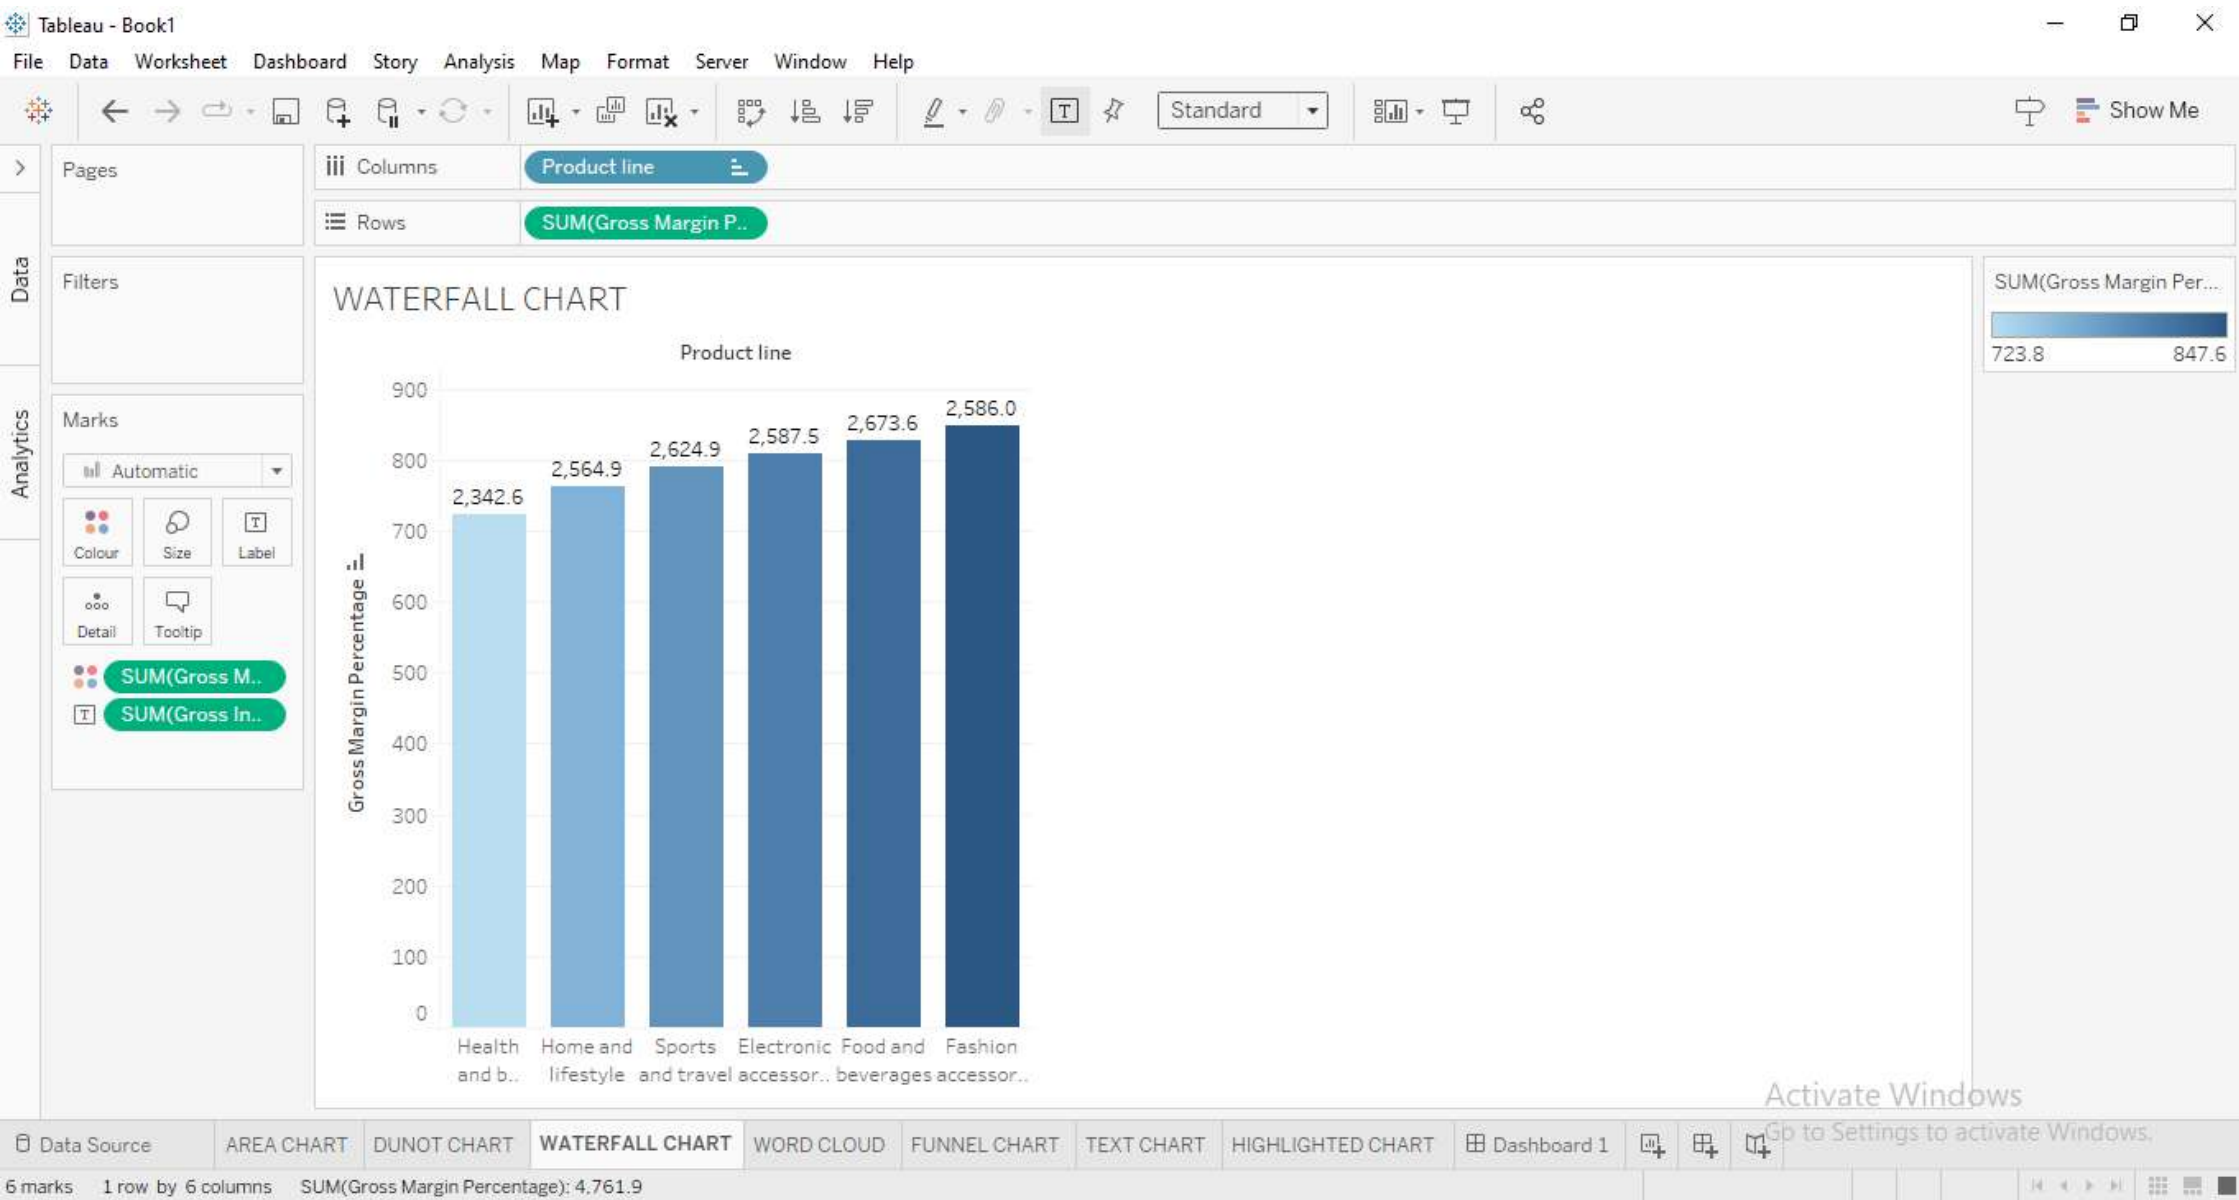 Tableau - Book1
File Data Worksheet Dashboard Story Analysis Map Format Server Window Help
Standard
Show Me
Pages
Columns
Product line
Rows
SUM(Gross Margin P..
Data
Analytics
Filters
Marks
Automatic
Colour Size Label
Detail Tooltip
SUM(Gross M..
SUM(Gross In..
WATERFALL CHART
Product line
Gross Margin Percentage
900
800
700
600
500
400
300
200
100
0
2,342.6
2,564.9
2,624.9
2,587.5
2,673.6
2,586.0
Health and b..
Home and lifestyle
Sports and travel
Electronic accessor..
Food and beverages
Fashion accessor..
SUM(Gross Margin Per...
723.8 847.6
Activate Windows
Go to Settings to activate Windows.
Data Source AREA CHART DUNOT CHART WATERFALL CHART WORD CLOUD FUNNEL CHART TEXT CHART HIGHLIGHTED CHART Dashboard 1
6 marks 1 row by 6 columns SUM(Gross Margin Percentage): 4,761.9